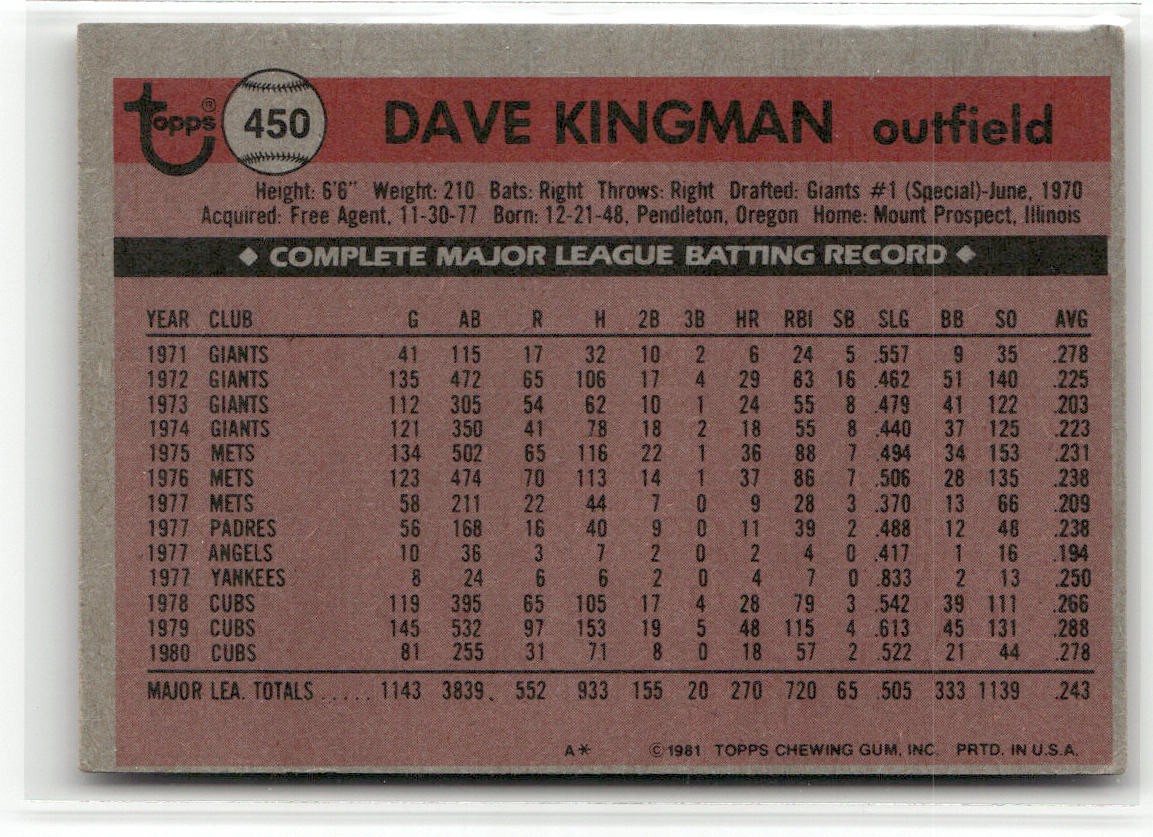 Topps ® 450 DAVE KINGMAN outfield
Height: 6'6" Weight: 210 Bats: Right Throws: Right Drafted: Giants #1 (Special)-June, 1970
Acquired: Free Agent, 11-30-77 Born: 12-21-48, Pendleton, Oregon Home: Mount Prospect, Illinois
◆ COMPLETE MAJOR LEAGUE BATTING RECORD ◆
YEAR CLUB G AB R H 2B 3B HR RBI SB SLG BB SO AVG
1971 GIANTS 41 115 17 32 10 2 6 24 5 .557 9 35 .278
1972 GIANTS 135 472 65 106 17 4 29 83 16 .462 51 140 .225
1973 GIANTS 112 305 54 62 10 1 24 55 8 .479 41 122 .203
1974 GIANTS 121 350 41 78 18 2 18 55 8 .440 37 125 .223
1975 METS 134 502 65 116 22 1 36 88 7 .494 34 153 .231
1976 METS 123 474 70 113 14 1 37 86 7 .506 28 135 .238
1977 METS 58 211 22 44 7 0 9 28 3 .370 13 66 .209
1977 PADRES 56 168 16 40 9 0 11 39 2 .488 12 48 .238
1977 ANGELS 10 36 3 7 2 0 2 4 0 .417 1 16 .194
1977 YANKEES 8 24 6 6 2 0 4 7 0 .833 2 13 .250
1978 CUBS 119 395 65 105 17 4 28 79 3 .542 39 111 .266
1979 CUBS 145 532 97 153 19 5 48 115 4 .613 45 131 .288
1980 CUBS 81 255 31 71 8 0 18 57 2 .522 21 44 .278
MAJOR LEA. TOTALS ..... 1143 3839 552 933 155 20 270 720 65 .505 333 1139 .243
A* ©1981 TOPPS CHEWING GUM, INC. PRTD. IN U.S.A.